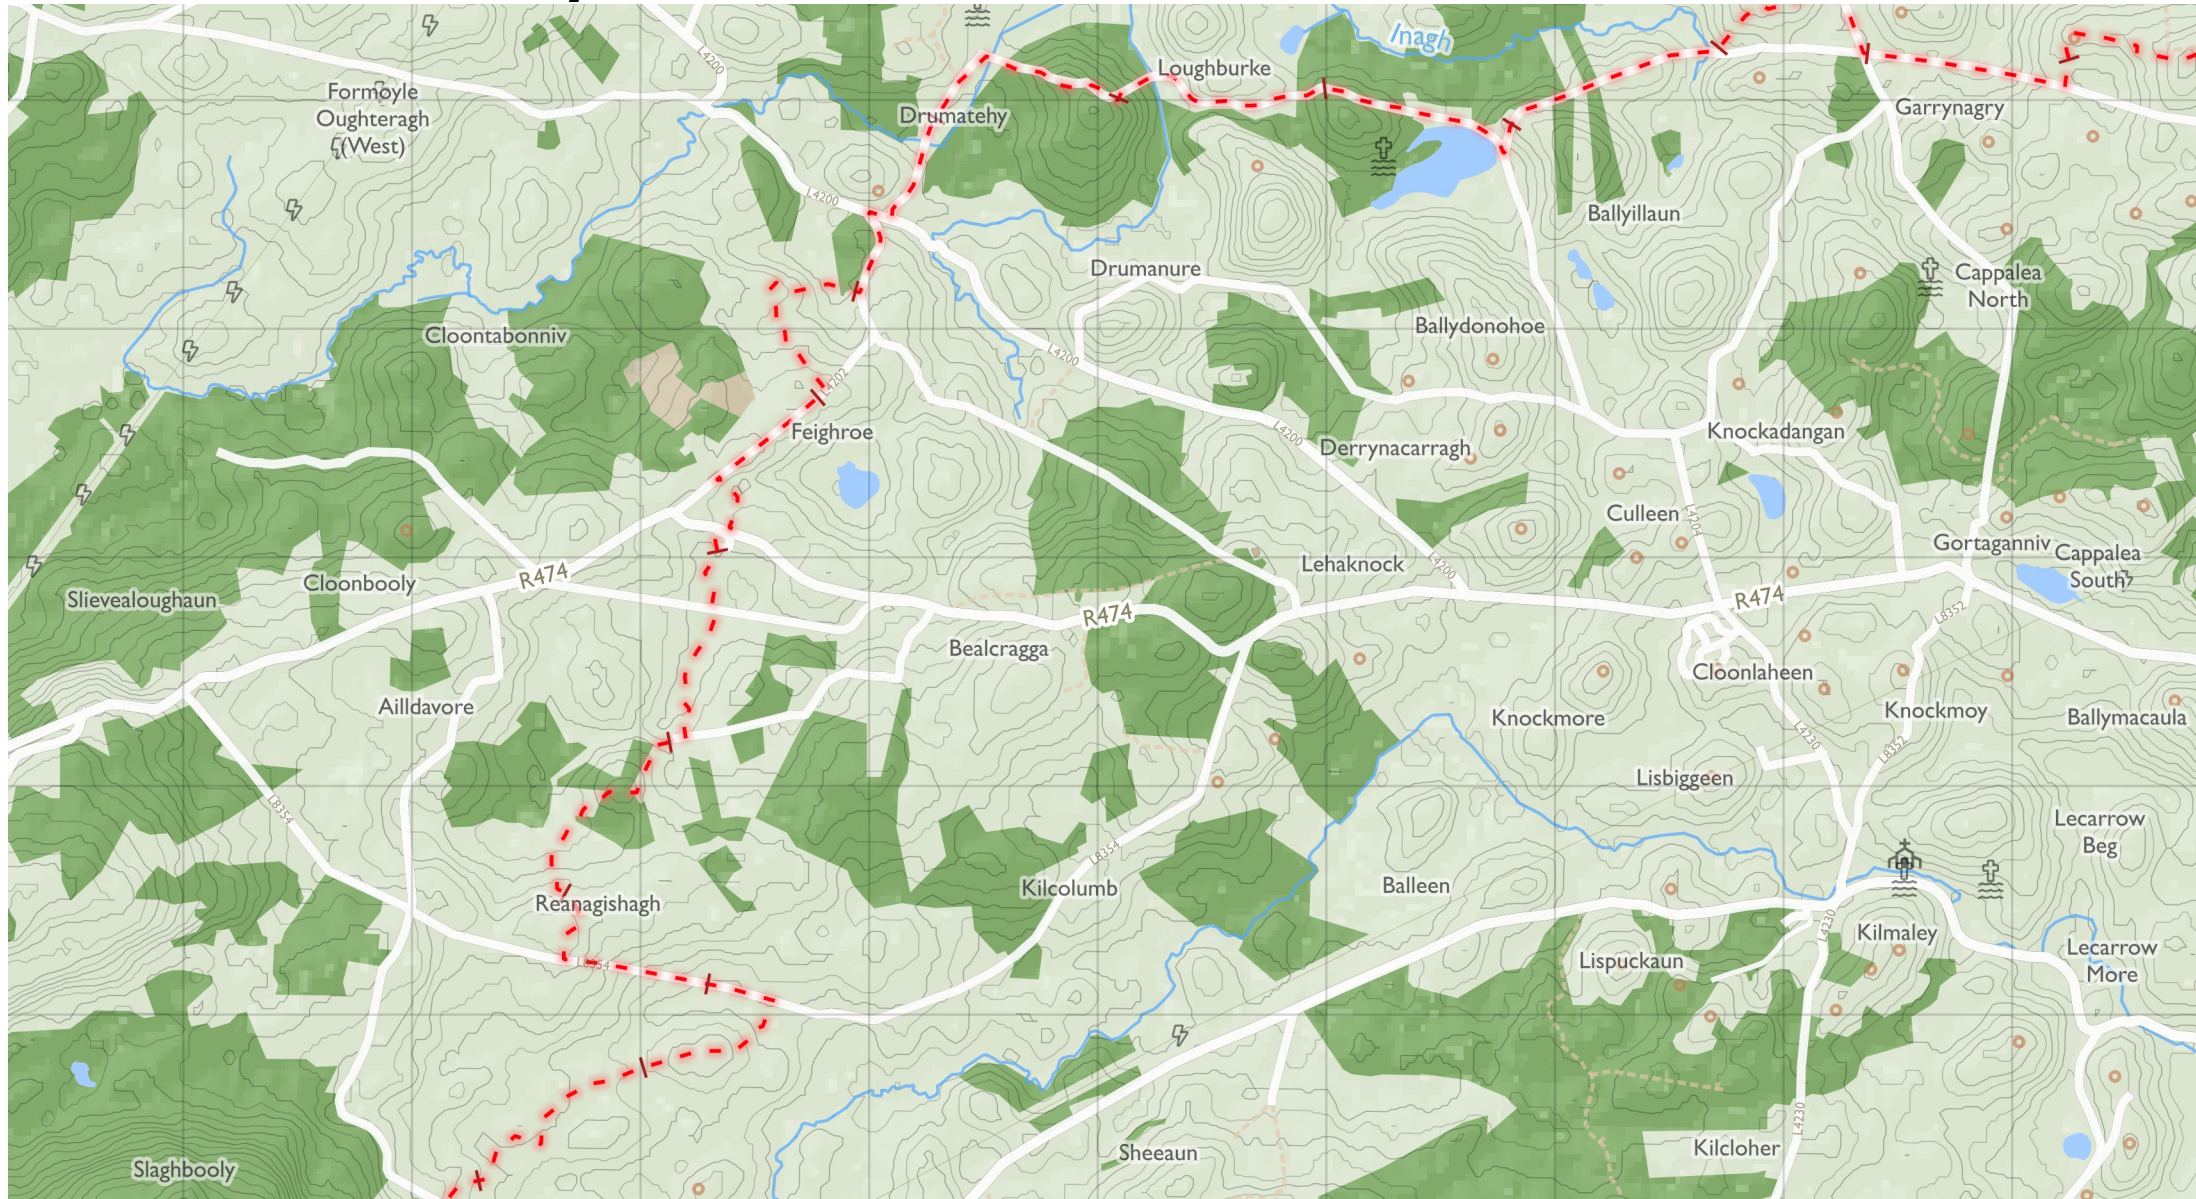 Inagh
L4200
Loughburke
Formoyle
Oughteragh
(West)
Drumatehy
Garrynagry
L4200
Ballyillaun
Drumanure
Cappalea
North
Cloontabonniv
Ballydonohoe
L4200
L4202
Feighroe
L4200
Derrynacarragh
Knockadangan
Culleen
L4204
Gortaganniv
Cappalea
South
Lehaknock
L4200
R474
Cloonbooly
Slievealoughaun
R474
R474
L8352
Bealcragga
Cloonlaheen
Ailldavore
Knockmore
Knockmoy
Ballymacaula
L4230
L8352
Lisbiggeen
L8354
Lecarrow
Beg
L8354
Kilcolumb
Balleen
Reanagishagh
L4230
Kilmaley
Lispuckaun
Lecarrow
More
L8354
L4230
Kilcloher
Sheeaun
Slaghbooly